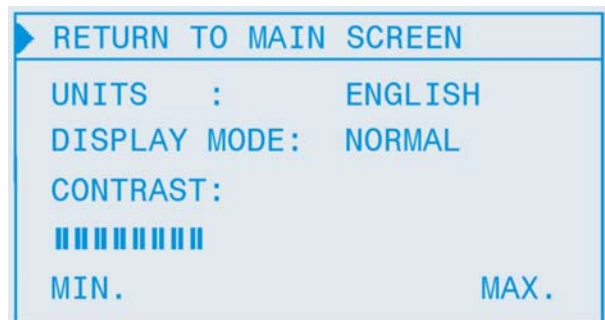 RETURN TO MAIN SCREEN
UNITS : ENGLISH
DISPLAY MODE: NORMAL
CONTRAST:
MIN. MAX.